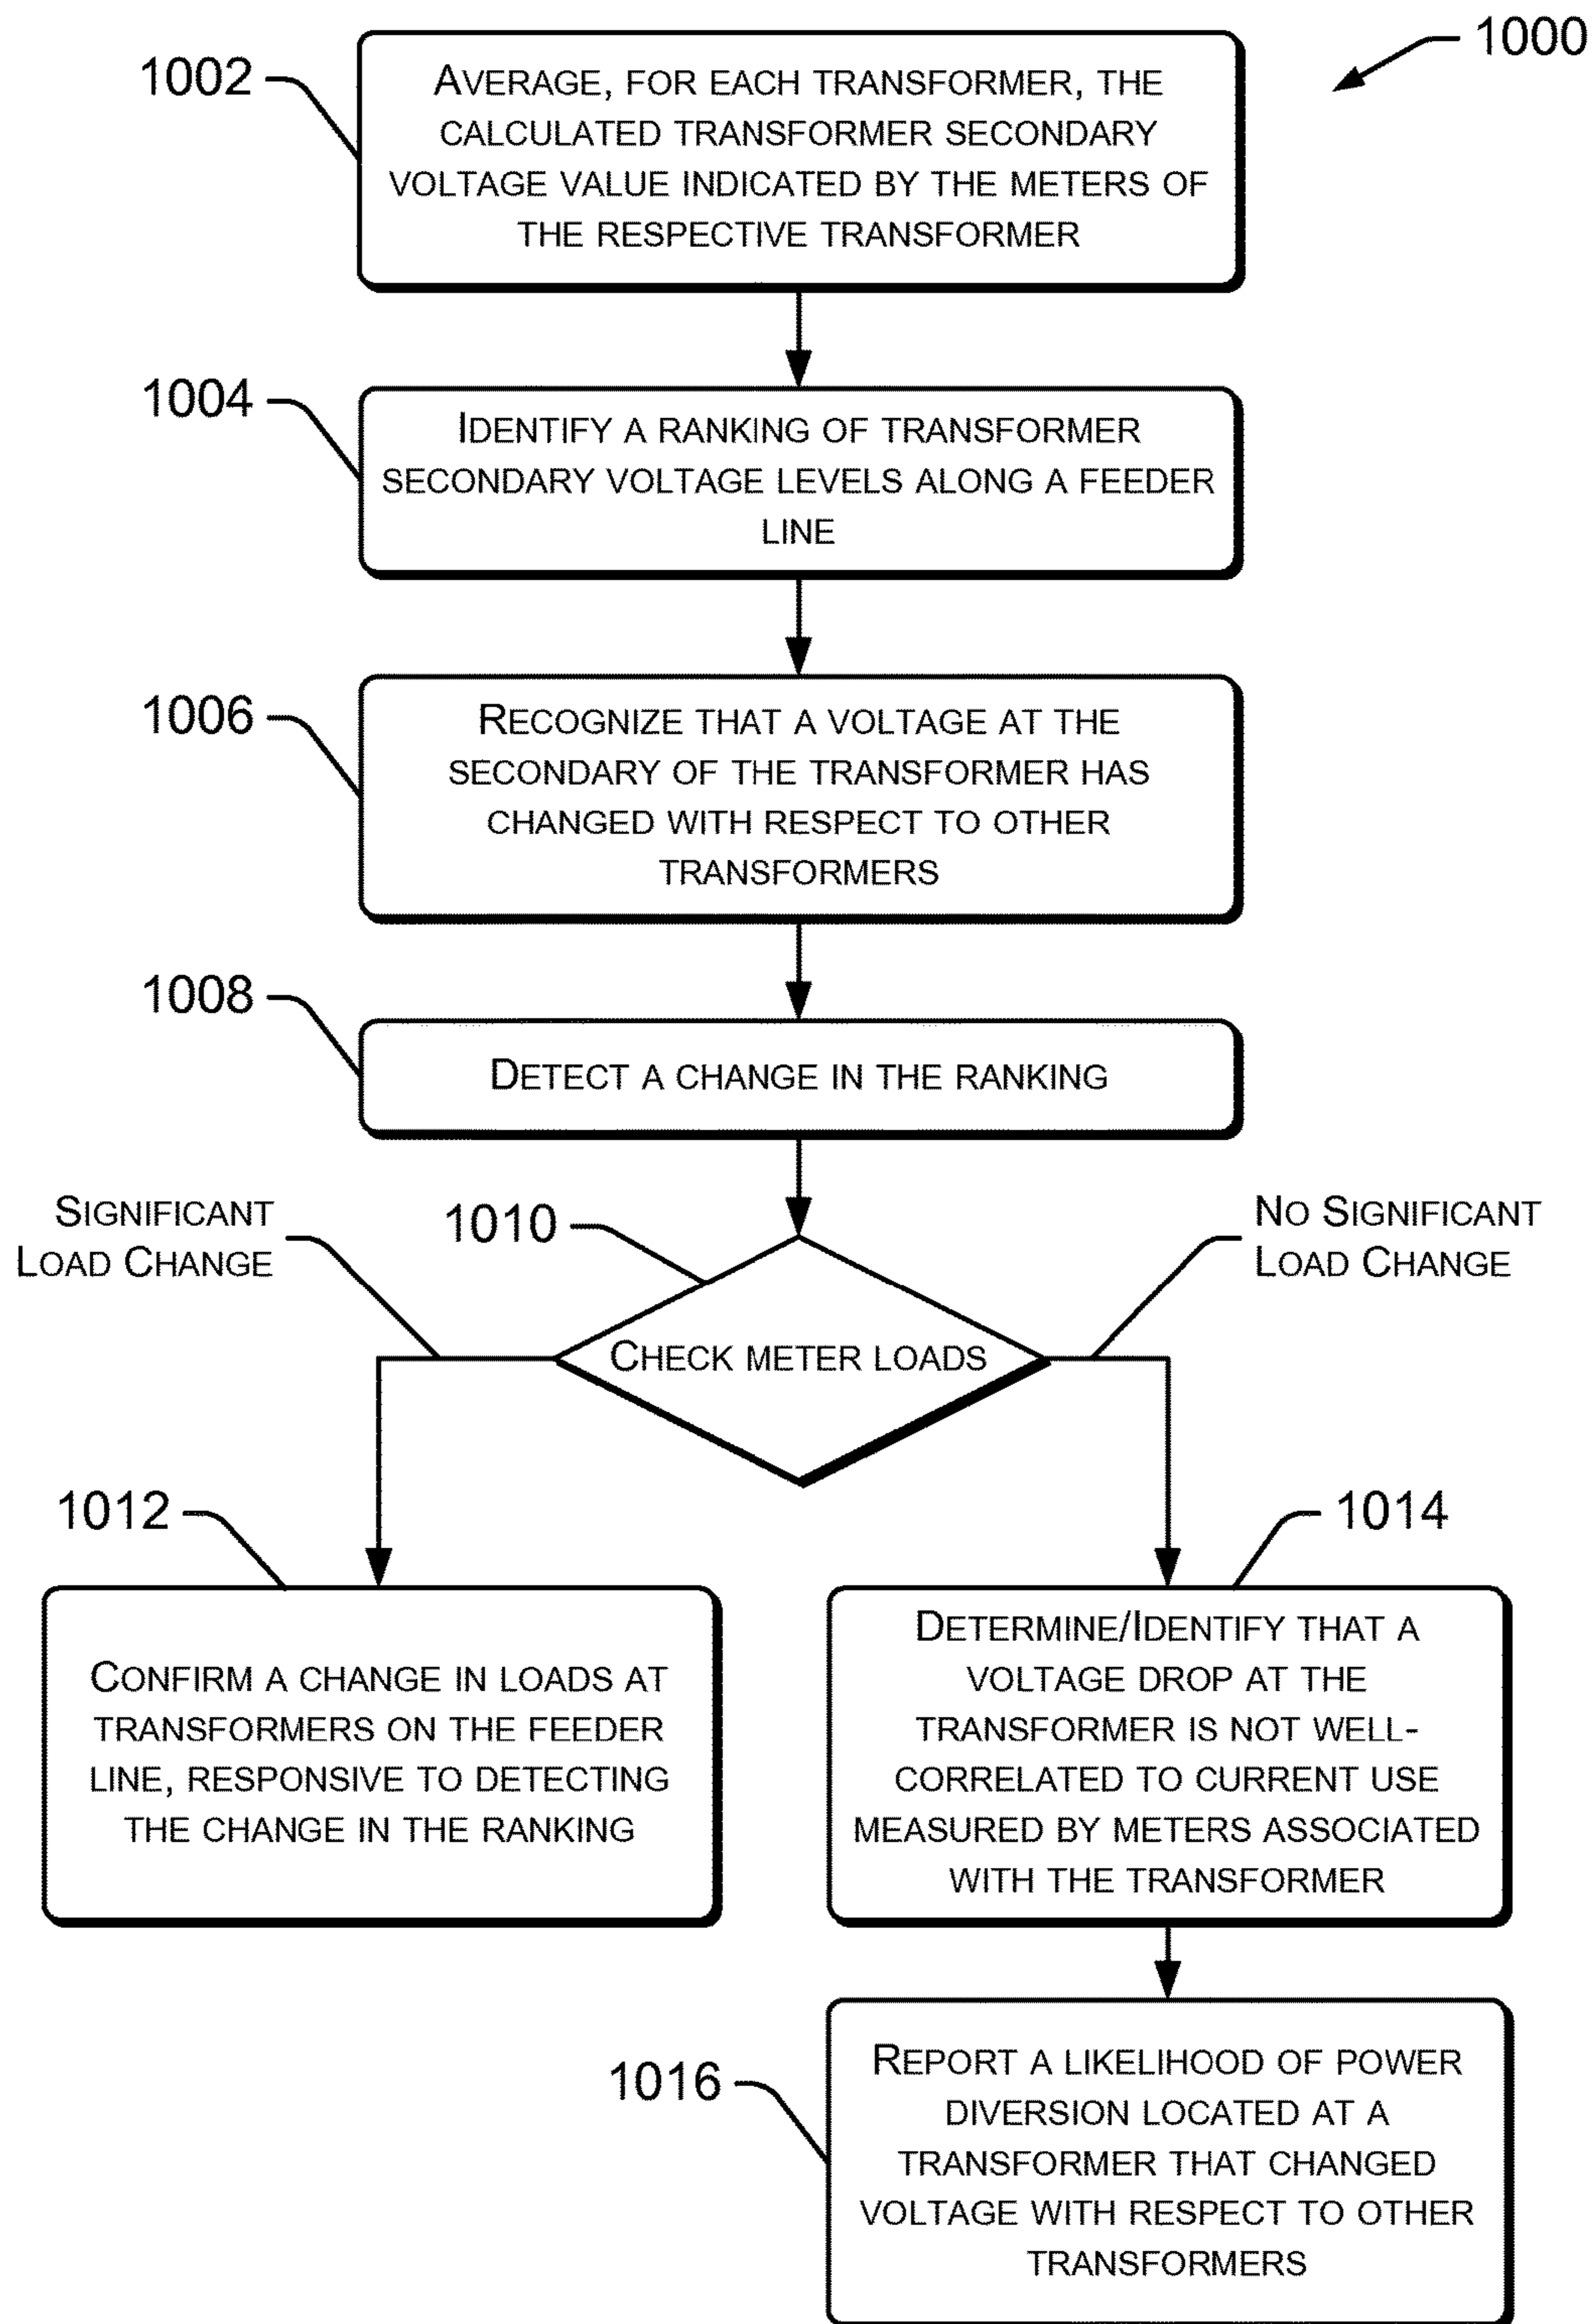 1000
1002
AVERAGE, FOR EACH TRANSFORMER, THE
CALCULATED TRANSFORMER SECONDARY
VOLTAGE VALUE INDICATED BY THE METERS OF
THE RESPECTIVE TRANSFORMER
1004
IDENTIFY A RANKING OF TRANSFORMER
SECONDARY VOLTAGE LEVELS ALONG A FEEDER
LINE
1006
RECOGNIZE THAT A VOLTAGE AT THE
SECONDARY OF THE TRANSFORMER HAS
CHANGED WITH RESPECT TO OTHER
TRANSFORMERS
1008
DETECT A CHANGE IN THE RANKING
SIGNIFICANT
LOAD CHANGE
1010
NO SIGNIFICANT
LOAD CHANGE
CHECK METER LOADS
1012
CONFIRM A CHANGE IN LOADS AT
TRANSFORMERS ON THE FEEDER
LINE, RESPONSIVE TO DETECTING
THE CHANGE IN THE RANKING
1014
DETERMINE/IDENTIFY THAT A
VOLTAGE DROP AT THE
TRANSFORMER IS NOT WELL-
CORRELATED TO CURRENT USE
MEASURED BY METERS ASSOCIATED
WITH THE TRANSFORMER
1016
REPORT A LIKELIHOOD OF POWER
DIVERSION LOCATED AT A
TRANSFORMER THAT CHANGED
VOLTAGE WITH RESPECT TO OTHER
TRANSFORMERS